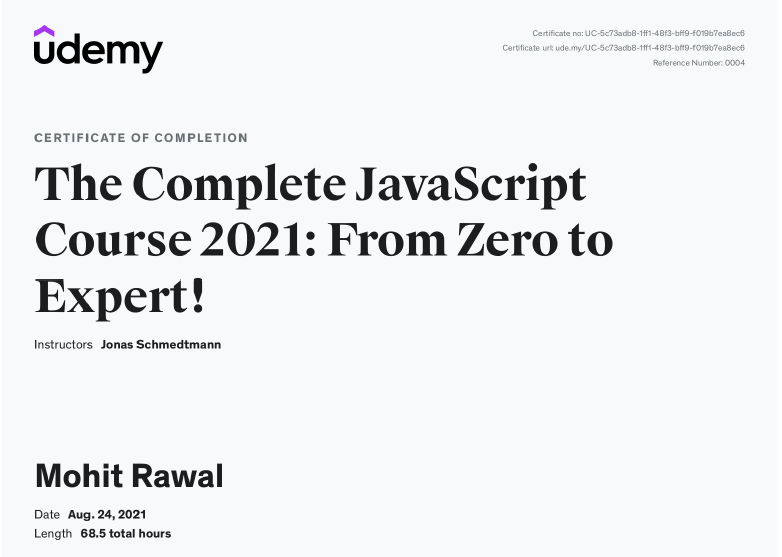 udemy
Certificate no: UC-5c73adb8-1ff1-48f3-bff9-f019b7ea8ec6
Certificate url: ude.my/UC-5c73adb8-1ff1-48f3-bff9-f019b7ea8ec6
Reference Number: 0004
CERTIFICATE OF COMPLETION
The Complete JavaScript
Course 2021: From Zero to
Expert!
Instructors Jonas Schmedtmann
Mohit Rawal
Date Aug. 24, 2021
Length 68.5 total hours